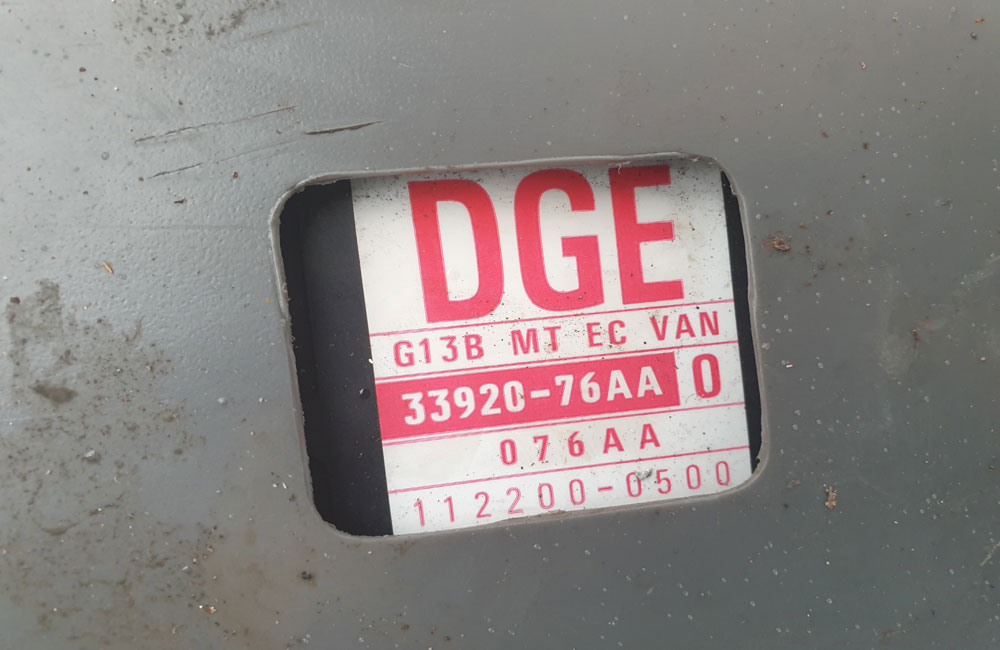 DGE
G13B MT EC VAN
33920-76AA 0
076AA
112200-0500